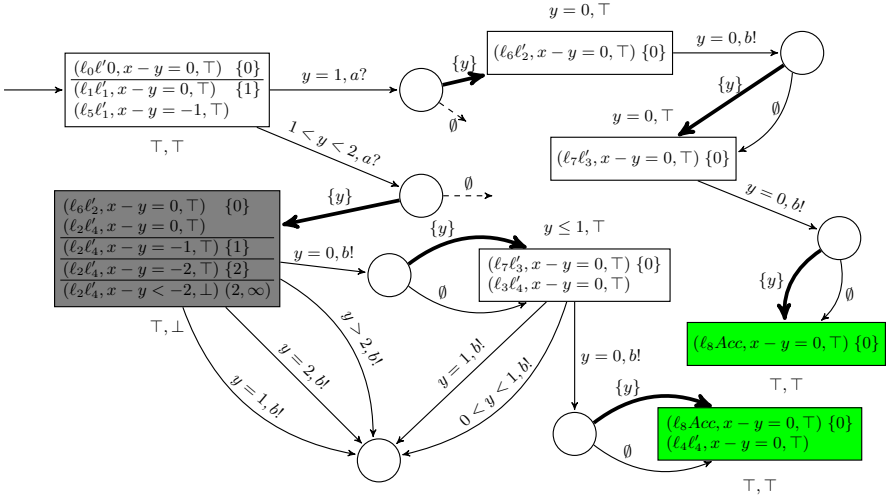 y = 0, ⊤
(ℓ₀ℓ′0, x − y = 0, ⊤) {0}
(ℓ₁ℓ′₁, x − y = 0, ⊤) {1}
(ℓ₅ℓ′₁, x − y = −1, ⊤)
⊤, ⊤
y = 1, a?
{y}
∅
(ℓ₆ℓ′₂, x − y = 0, ⊤) {0}
y = 0, b!
{y}
∅
y = 0, ⊤
(ℓ₇ℓ′₃, x − y = 0, ⊤) {0}
1 < y < 2, a?
∅
{y}
y = 0, b!
(ℓ₆ℓ′₂, x − y = 0, ⊤) {0}
(ℓ₂ℓ′₄, x − y = 0, ⊤)
(ℓ₂ℓ′₄, x − y = −1, ⊤) {1}
(ℓ₂ℓ′₄, x − y = −2, ⊤) {2}
(ℓ₂ℓ′₄, x − y < −2, ⊥) (2, ∞)
⊤, ⊥
y = 0, b!
{y}
∅
y ≤ 1, ⊤
(ℓ₇ℓ′₃, x − y = 0, ⊤) {0}
(ℓ₃ℓ′₄, x − y = 0, ⊤)
{y}
∅
(ℓ₈Acc, x − y = 0, ⊤) {0}
⊤, ⊤
y = 1, b!
y = 2, b!
y > 2, b!
y = 1, b!
0 < y < 1, b!
y = 0, b!
{y}
∅
(ℓ₈Acc, x − y = 0, ⊤) {0}
(ℓ₄ℓ′₄, x − y = 0, ⊤)
⊤, ⊤